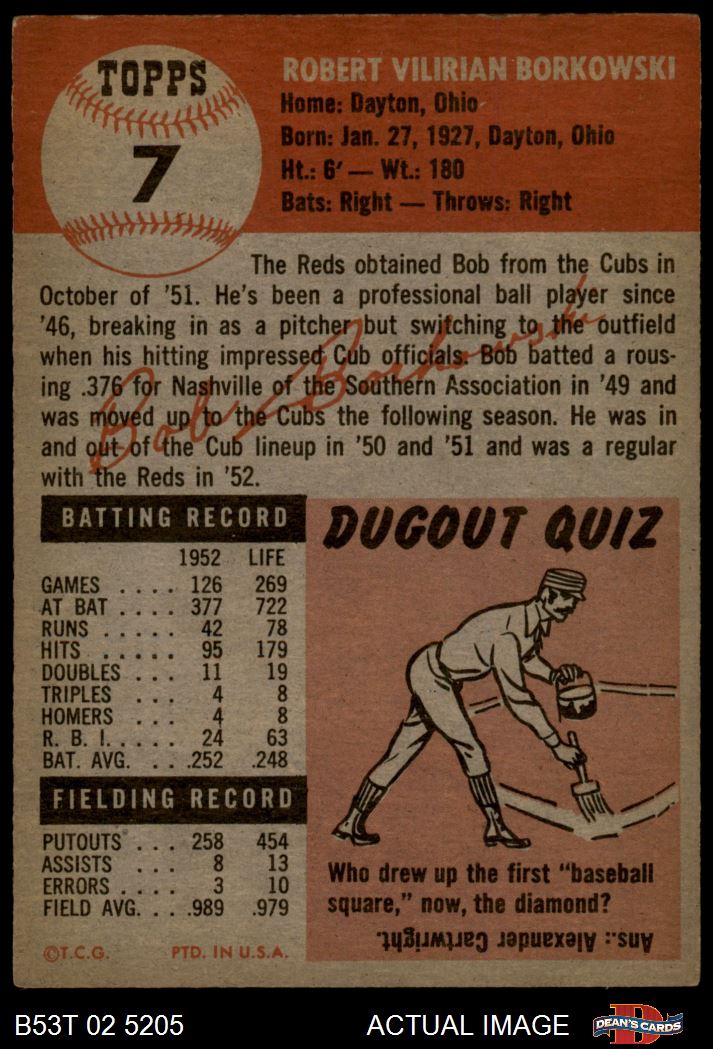 TOPPS
7
ROBERT VILIRIAN BORKOWSKI
Home: Dayton, Ohio
Born: Jan. 27, 1927, Dayton, Ohio
Ht.: 6' — Wt.: 180
Bats: Right — Throws: Right
The Reds obtained Bob from the Cubs in
October of '51. He's been a professional ball player since
'46, breaking in as a pitcher but switching to the outfield
when his hitting impressed Cub officials. Bob batted a rous-
ing .376 for Nashville of the Southern Association in '49 and
was moved up to the Cubs the following season. He was in
and out of the Cub lineup in '50 and '51 and was a regular
with the Reds in '52.
Bob Borkowski
BATTING RECORD
1952 LIFE
GAMES .... 126 269
AT BAT .... 377 722
RUNS ..... 42 78
HITS ..... 95 179
DOUBLES ... 11 19
TRIPLES ... 4 8
HOMERS ... 4 8
R. B. I. .... 24 63
BAT. AVG. ... .252 .248
FIELDING RECORD
PUTOUTS ... 258 454
ASSISTS ... 8 13
ERRORS .... 3 10
FIELD AVG. ... .989 .979
©T.C.G. PTD. IN U.S.A.
DUGOUT QUIZ
Who drew up the first "baseball
square," now, the diamond?
Ans.: Alexander Cartwright.
B53T 02 5205 ACTUAL IMAGE
D
DEAN'S CARDS